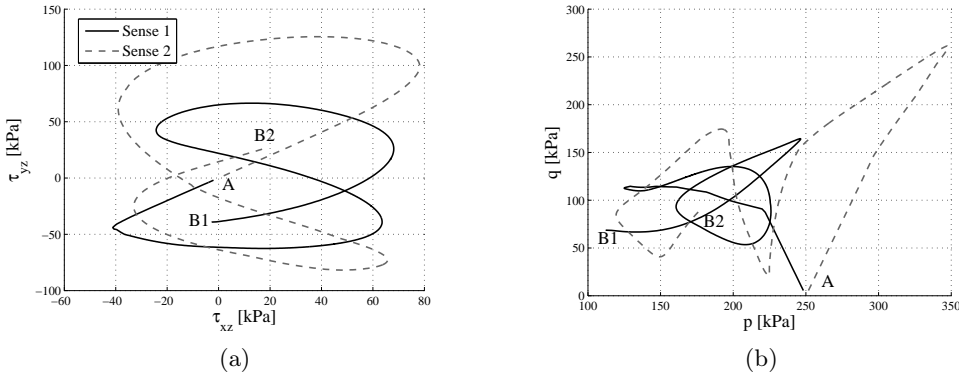 150
100
50
0
−50
−100
−60
−40
−20
0
20
40
60
80
τxz [kPa]
τyz [kPa]
Sense 1
Sense 2
A
B1
B2
(a)
300
250
200
150
100
50
0
100
150
200
250
300
350
p [kPa]
q [kPa]
B1
B2
A
(b)